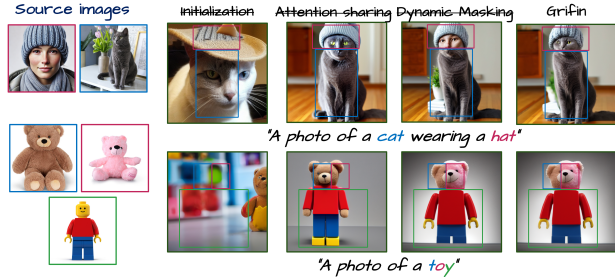 Source images
Initialization
Attention sharing
Dynamic Masking
Grifin
"A photo of a cat wearing a hat"
"A photo of a toy"